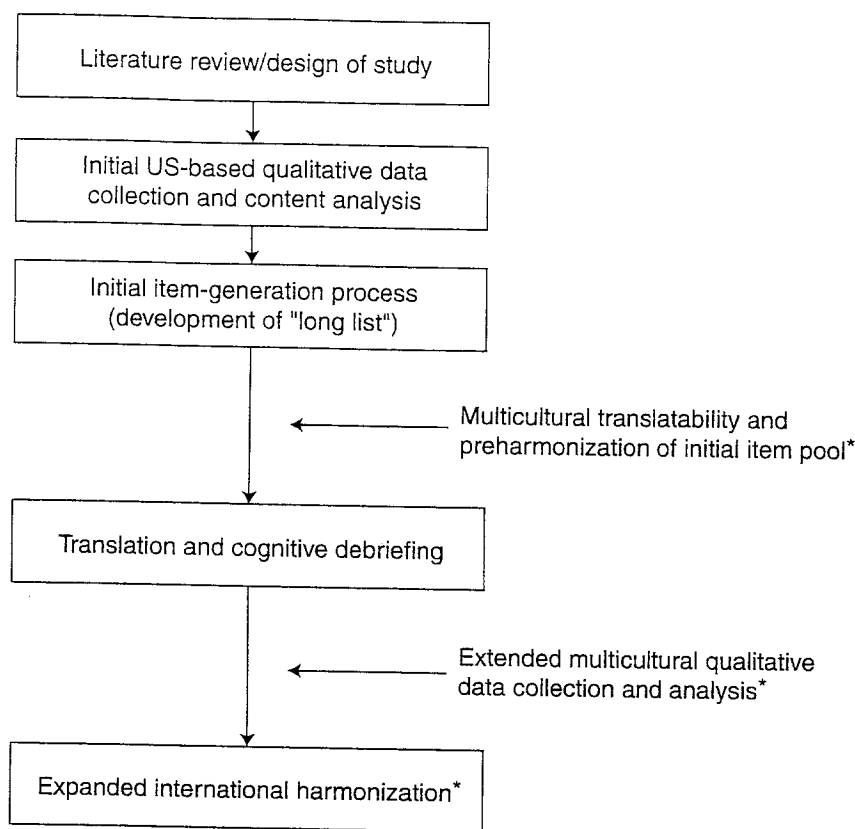 Literature review/design of study
Initial US-based qualitative data
collection and content analysis
Initial item-generation process
(development of "long list")
Multicultural translatability and
preharmonization of initial item pool*
Translation and cognitive debriefing
Extended multicultural qualitative
data collection and analysis*
Expanded international harmonization*